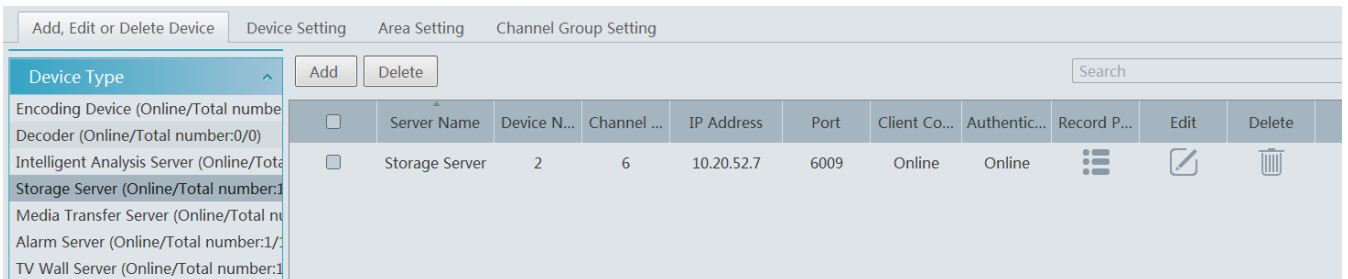 Add, Edit or Delete Device Device Setting Area Setting Channel Group Setting
Device Type
Add Delete Search
Encoding Device (Online/Total numbe
Decoder (Online/Total number:0/0)
Intelligent Analysis Server (Online/Tota
Storage Server (Online/Total number:1
Media Transfer Server (Online/Total nu
Alarm Server (Online/Total number:1/1
TV Wall Server (Online/Total number:1
Server Name Device N... Channel ... IP Address Port Client Co... Authentic... Record P... Edit Delete
Storage Server 2 6 10.20.52.7 6009 Online Online